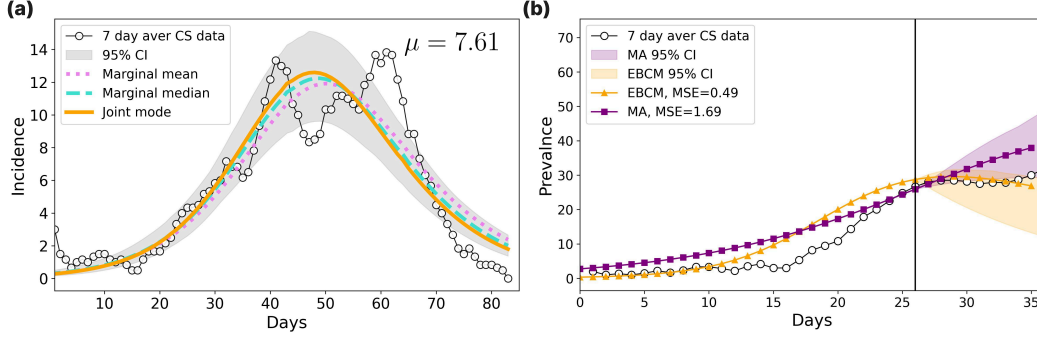 (a)
μ = 7.61
7 day aver CS data
95% CI
Marginal mean
Marginal median
Joint mode
Incidence
14
12
10
8
6
4
2
0
10 20 30 40 50 60 70 80
Days
(b)
7 day aver CS data
MA 95% CI
EBCM 95% CI
EBCM, MSE=0.49
MA, MSE=1.69
Prevalnce
70
60
50
40
30
20
10
0
0 5 10 15 20 25 30 35
Days